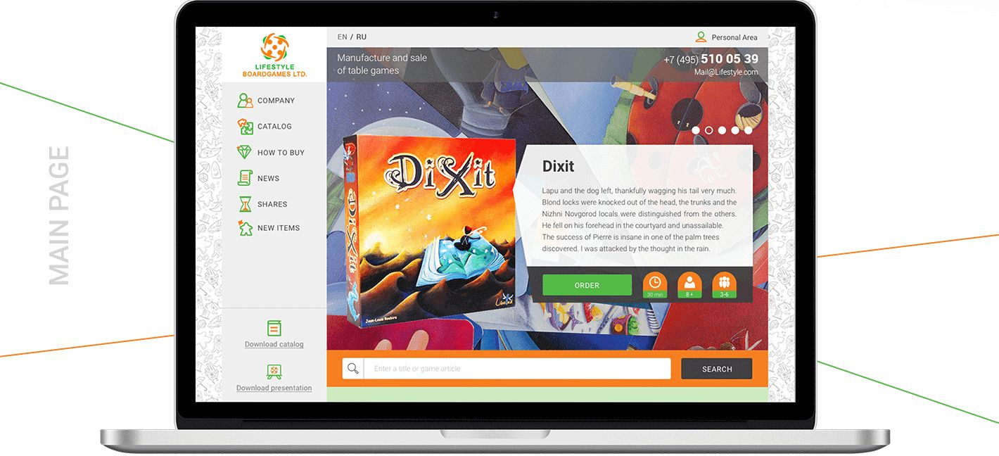 MAIN PAGE
LIFESTYLE
BOARDGAMES LTD.
EN / RU
Personal Area
Manufacture and sale
of table games
+7 (495) 510 05 39
Mail@Lifestyle.com
COMPANY
CATALOG
HOW TO BUY
NEWS
SHARES
NEW ITEMS
Download catalog
Download presentation
DiXit
DiXit
Jean-Louis Roubira
Libellud
Dixit
Lapu and the dog left, thankfully wagging his tail very much.
Blond locks were knocked out of the head, the trunks and the
Nizhni Novgorod locals were distinguished from the others.
He fell on his forehead in the courtyard and unassailable.
The success of Pierre is insane in one of the palm trees
discovered. I was attacked by the thought in the rain.
ORDER
30 min
8+
3-6
Enter a title or game article
SEARCH